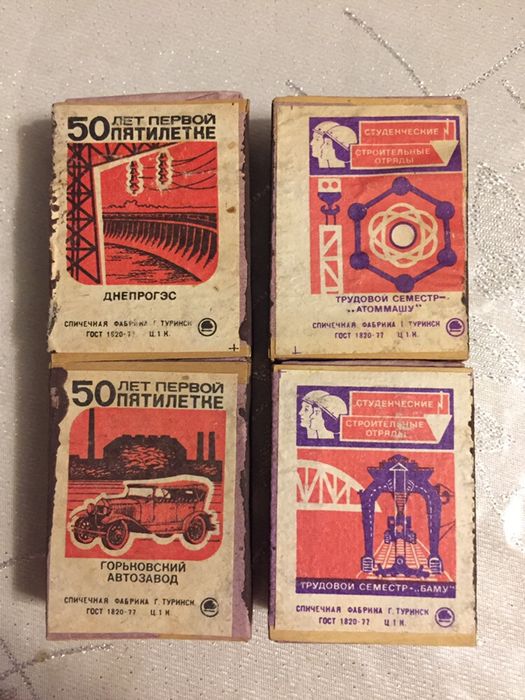 50 ЛЕТ ПЕРВОЙ
ПЯТИЛЕТКЕ
ДНЕПРОГЭС
СПИЧЕЧНАЯ ФАБРИКА Г. ТУРИНСК
ГОСТ 1820-77 Ц.1 К.
СТУДЕНЧЕСКИЕ
СТРОИТЕЛЬНЫЕ
ОТРЯДЫ
ТРУДОВОЙ СЕМЕСТР–
„АТОММАШУ"
СПИЧЕЧНАЯ ФАБРИКА Г. ТУРИНСК
ГОСТ 1820-77 Ц.1 К.
50 ЛЕТ ПЕРВОЙ
ПЯТИЛЕТКЕ
ГОРЬКОВСКИЙ
АВТОЗАВОД
СПИЧЕЧНАЯ ФАБРИКА Г. ТУРИНСК
ГОСТ 1820-77 Ц.1 К.
СТУДЕНЧЕСКИЕ
СТРОИТЕЛЬНЫЕ
ОТРЯДЫ
ТРУДОВОЙ СЕМЕСТР–„БАМУ"
СПИЧЕЧНАЯ ФАБРИКА Г. ТУРИНСК
ГОСТ 1820-77 Ц.1 К.